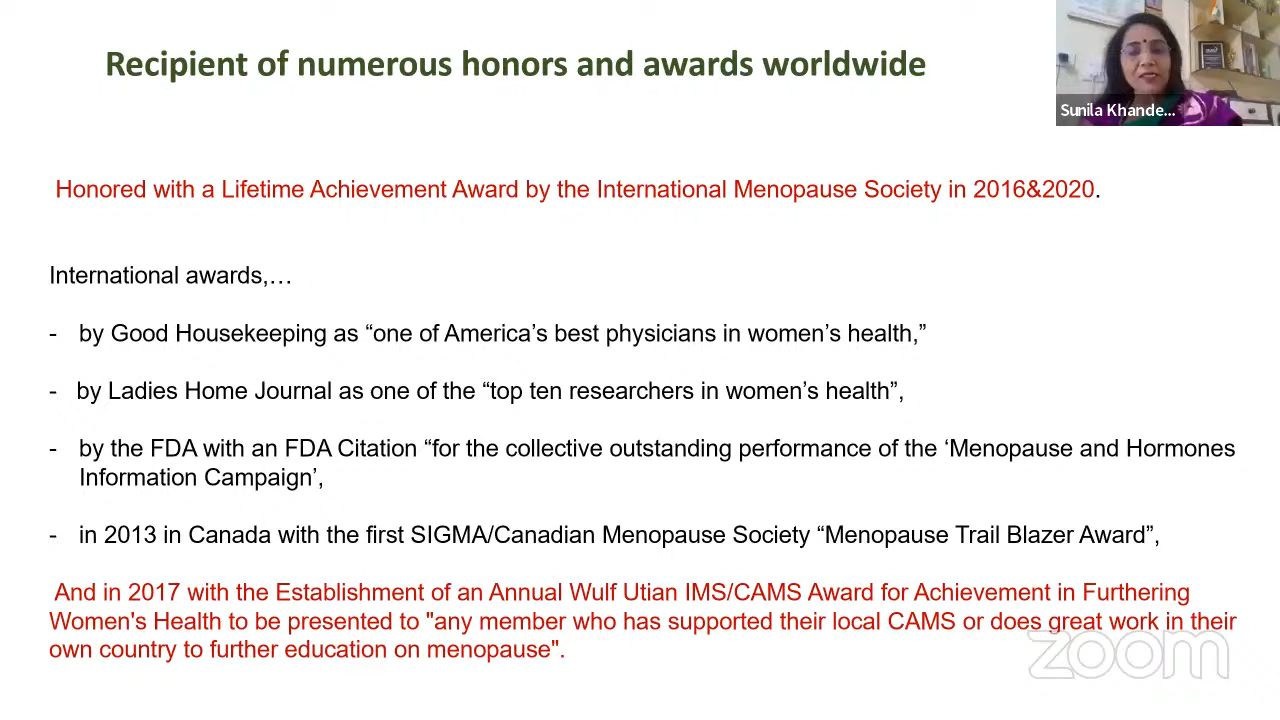 Recipient of numerous honors and awards worldwide
Sunila Khande...
Honored with a Lifetime Achievement Award by the International Menopause Society in 2016&2020.
International awards,…
- by Good Housekeeping as “one of America’s best physicians in women’s health,”
- by Ladies Home Journal as one of the “top ten researchers in women’s health”,
- by the FDA with an FDA Citation “for the collective outstanding performance of the ‘Menopause and Hormones
Information Campaign’,
- in 2013 in Canada with the first SIGMA/Canadian Menopause Society “Menopause Trail Blazer Award”,
And in 2017 with the Establishment of an Annual Wulf Utian IMS/CAMS Award for Achievement in Furthering
Women's Health to be presented to "any member who has supported their local CAMS or does great work in their
own country to further education on menopause".
zoom